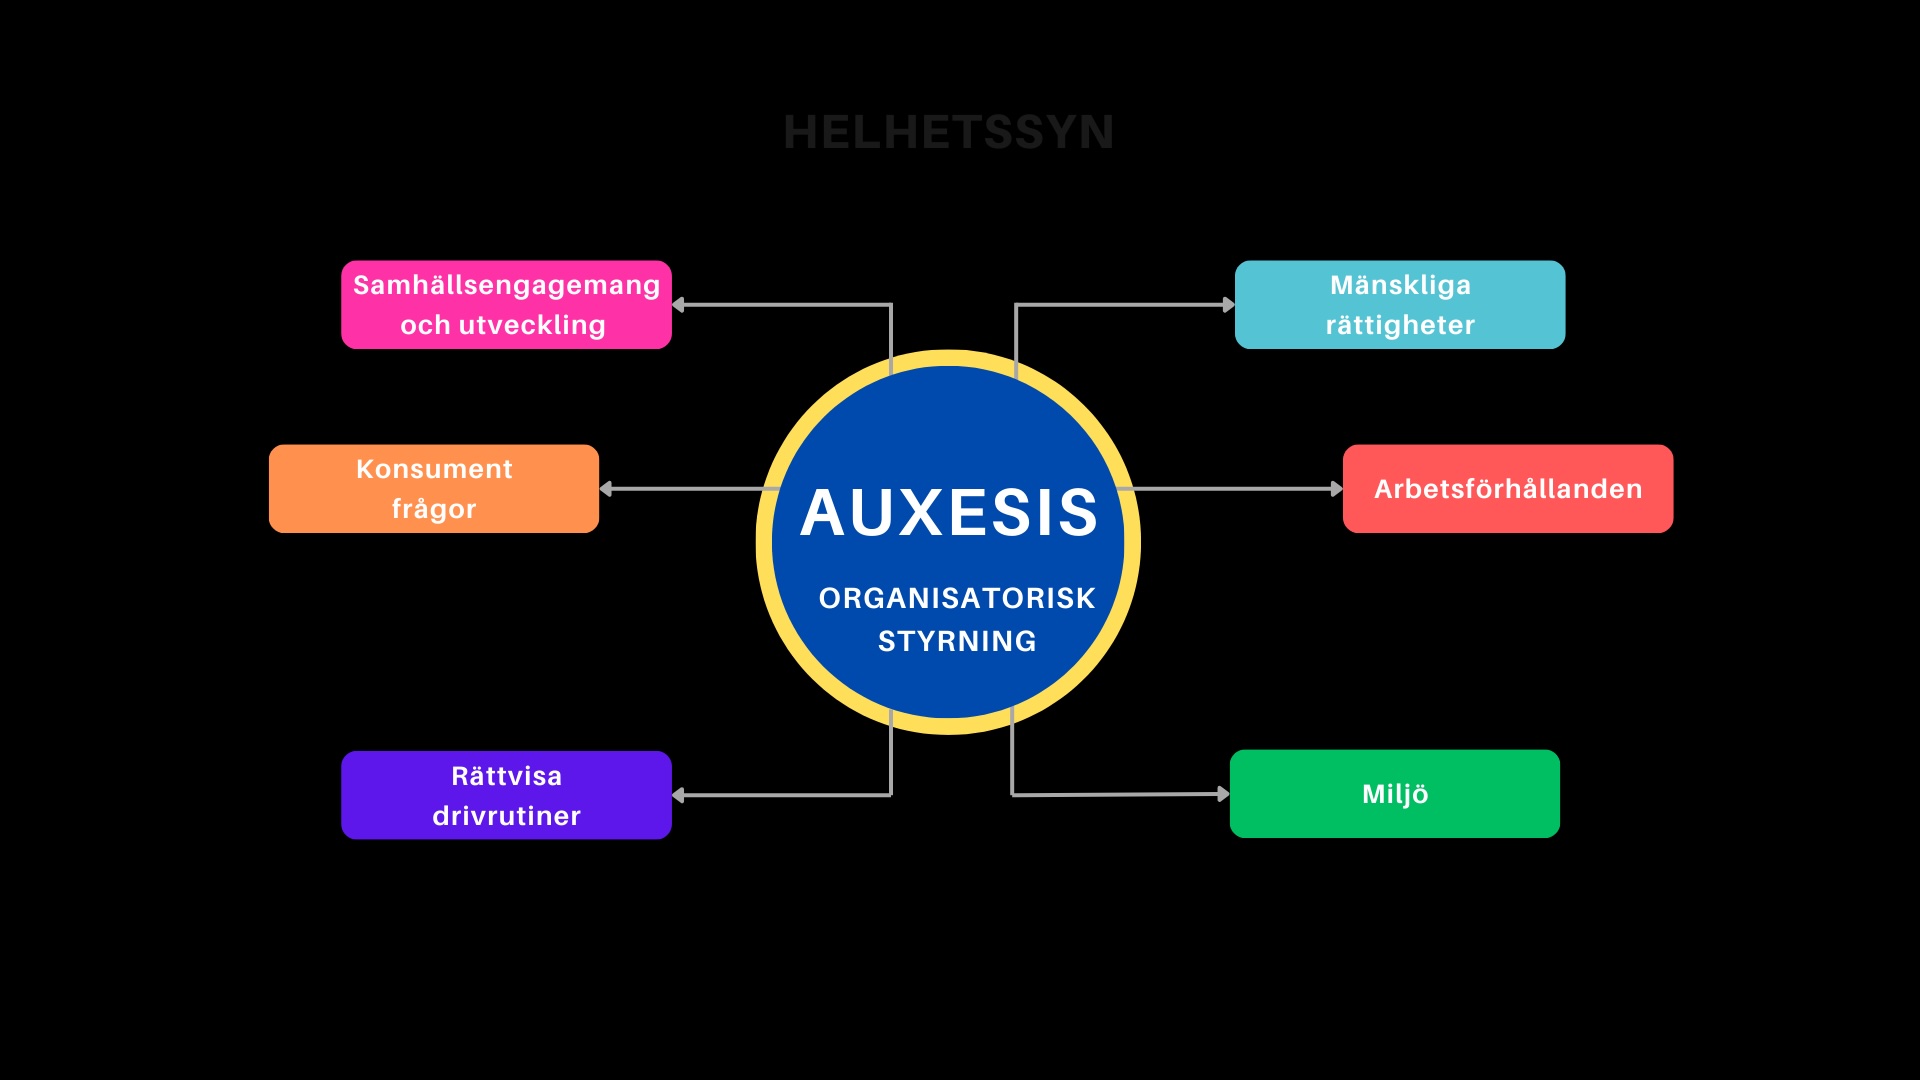 HELHETSSYN
Samhällsengagemang
och utveckling
Mänskliga
rättigheter
Konsument
frågor
Arbetsförhållanden
AUXESIS
ORGANISATORISK
STYRNING
Rättvisa
drivrutiner
Miljö